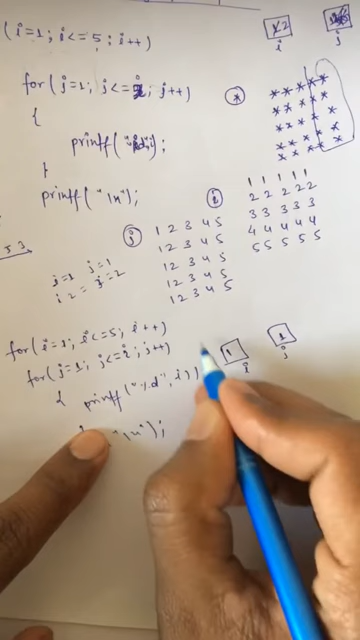 (i=1; i<=5; i++)
for(j=1; j<= ; j++)
{
printf(" ");
}
printf("\n");
*
*****
*****
*****
*****
*****
i
j
j
1 2 3 4 5
1 2 3 4 5
1 2 3 4 5
1 2 3 4 5
1 2 3 4 5
i
1 1 1 1 1
2 2 2 2 2
3 3 3 3 3
4 4 4 4 4
5 5 5 5 5
i=1 j=1
i=2 j=2
for(i=1; i<=5; i++)
for(j=1; j<=i; j++)
{ printf("%d", i);
"\n");
1
i
1
j